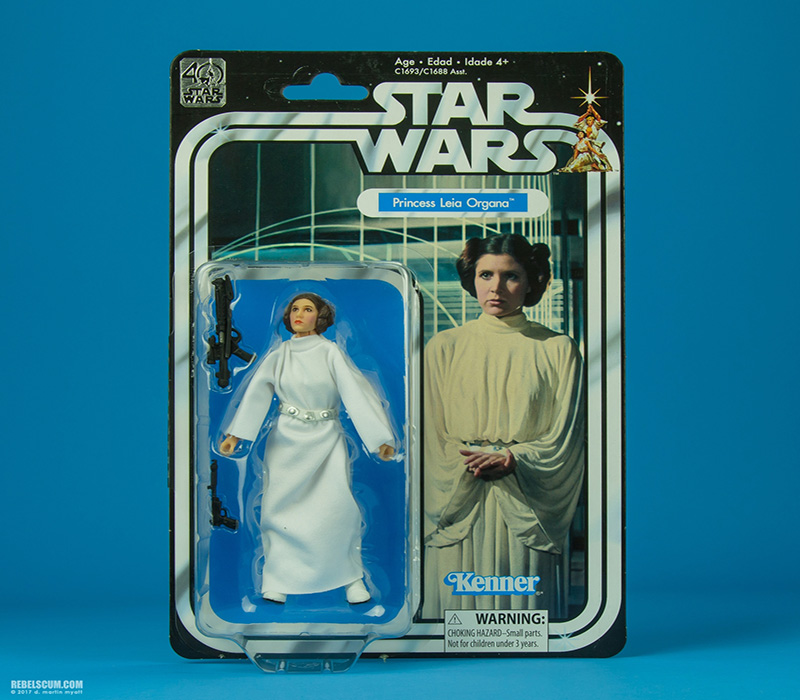 Age • Edad • Idade 4+
C1693/C1688 Asst.
40
STAR
WARS
STAR
WARS
Princess Leia Organa™
Kenner®
WARNING:
CHOKING HAZARD–Small parts.
Not for children under 3 years.
REBELSCUM.COM
© 2017 d. martin myatt